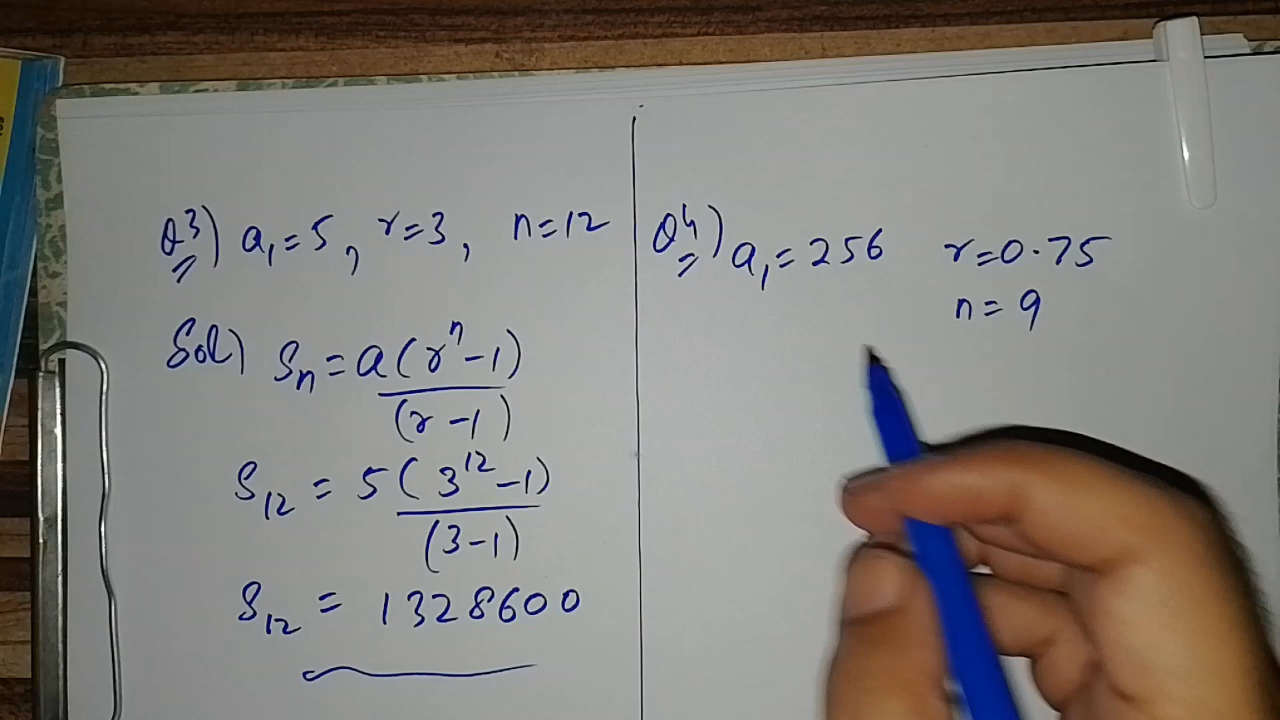 Q3) a₁=5, r=3, n=12
Sol) Sₙ = a(rⁿ-1)
(r-1)
S₁₂ = 5(3¹²-1)
(3-1)
S₁₂ = 1328600
Q4) a₁=256 r=0.75
n=9